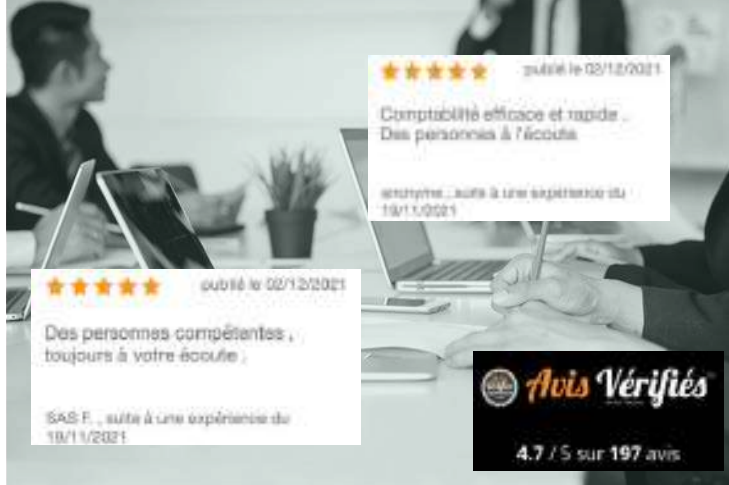 publié le 02/12/2021
Comptabilité efficace et rapide .
Des personnes à l'écoute
anonyme , suite à une expérience du
19/11/2021
publié le 02/12/2021
Des personnes compétentes ,
toujours à votre écoute .
SAS F. , suite à une expérience du
19/11/2021
Avis Vérifiés
4.7 / 5 sur 197 avis